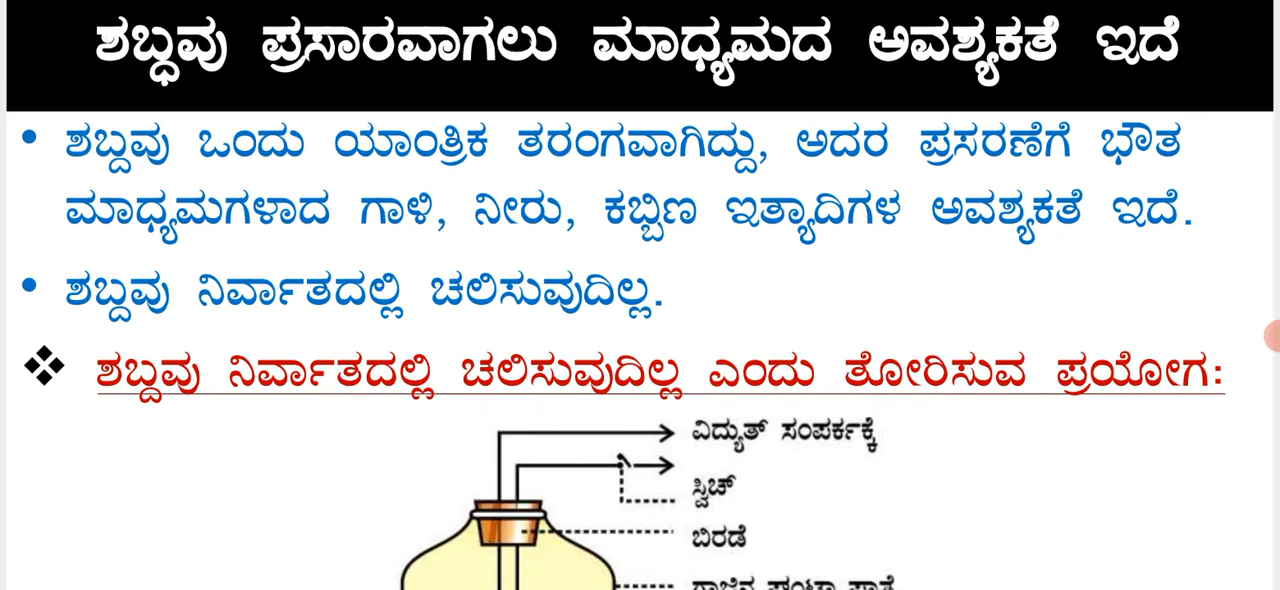 ಶಬ್ಧವು ಪ್ರಸಾರವಾಗಲು ಮಾಧ್ಯಮದ ಅವಶ್ಯಕತೆ ಇದೆ
• ಶಬ್ದವು ಒಂದು ಯಾಂತ್ರಿಕ ತರಂಗವಾಗಿದ್ದು, ಅದರ ಪ್ರಸರಣೆಗೆ ಭೌತ
ಮಾಧ್ಯಮಗಳಾದ ಗಾಳಿ, ನೀರು, ಕಬ್ಬಿಣ ಇತ್ಯಾದಿಗಳ ಅವಶ್ಯಕತೆ ಇದೆ.
• ಶಬ್ದವು ನಿರ್ವಾತದಲ್ಲಿ ಚಲಿಸುವುದಿಲ್ಲ.
❖ ಶಬ್ದವು ನಿರ್ವಾತದಲ್ಲಿ ಚಲಿಸುವುದಿಲ್ಲ ಎಂದು ತೋರಿಸುವ ಪ್ರಯೋಗ:
ವಿದ್ಯುತ್ ಸಂಪರ್ಕಕ್ಕೆ
ಸ್ವಿಚ್
ಬಿರಡೆ